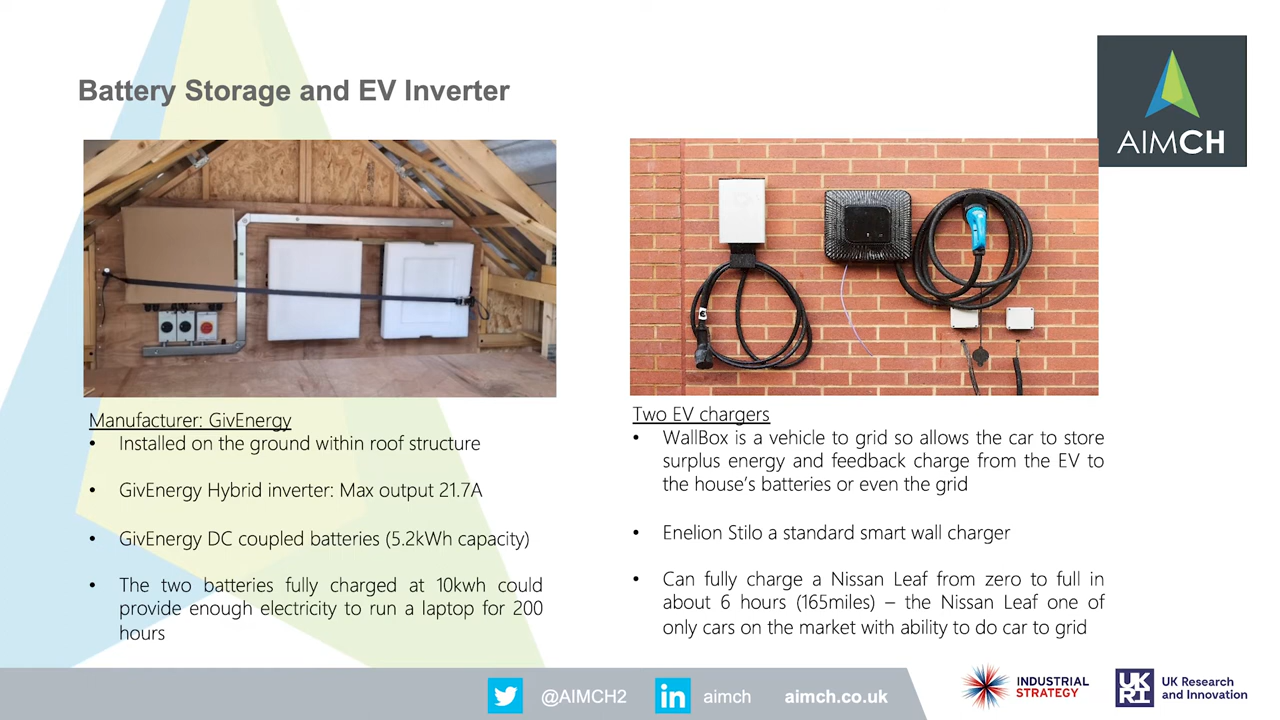 Battery Storage and EV Inverter
AIMCH
Manufacturer: GivEnergy
• Installed on the ground within roof structure
• GivEnergy Hybrid inverter: Max output 21.7A
• GivEnergy DC coupled batteries (5.2kWh capacity)
• The two batteries fully charged at 10kwh could
provide enough electricity to run a laptop for 200
hours
Two EV chargers
• WallBox is a vehicle to grid so allows the car to store
surplus energy and feedback charge from the EV to
the house's batteries or even the grid
• Enelion Stilo a standard smart wall charger
• Can fully charge a Nissan Leaf from zero to full in
about 6 hours (165miles) – the Nissan Leaf one of
only cars on the market with ability to do car to grid
@AIMCH2
in aimch
aimch.co.uk
INDUSTRIAL
STRATEGY
UK
RI
UK Research
and Innovation